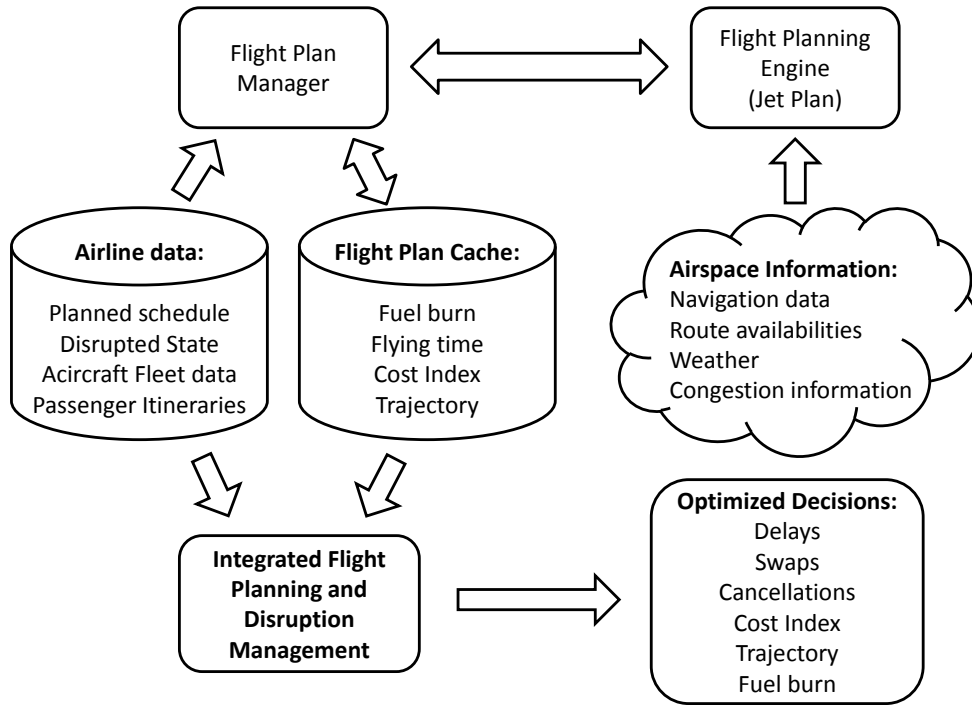 Flight Plan
Manager
Flight Planning
Engine
(Jet Plan)
Airline data:
Planned schedule
Disrupted State
Acircraft Fleet data
Passenger Itineraries
Flight Plan Cache:
Fuel burn
Flying time
Cost Index
Trajectory
Airspace Information:
Navigation data
Route availabilities
Weather
Congestion information
Integrated Flight
Planning and
Disruption
Management
Optimized Decisions:
Delays
Swaps
Cancellations
Cost Index
Trajectory
Fuel burn